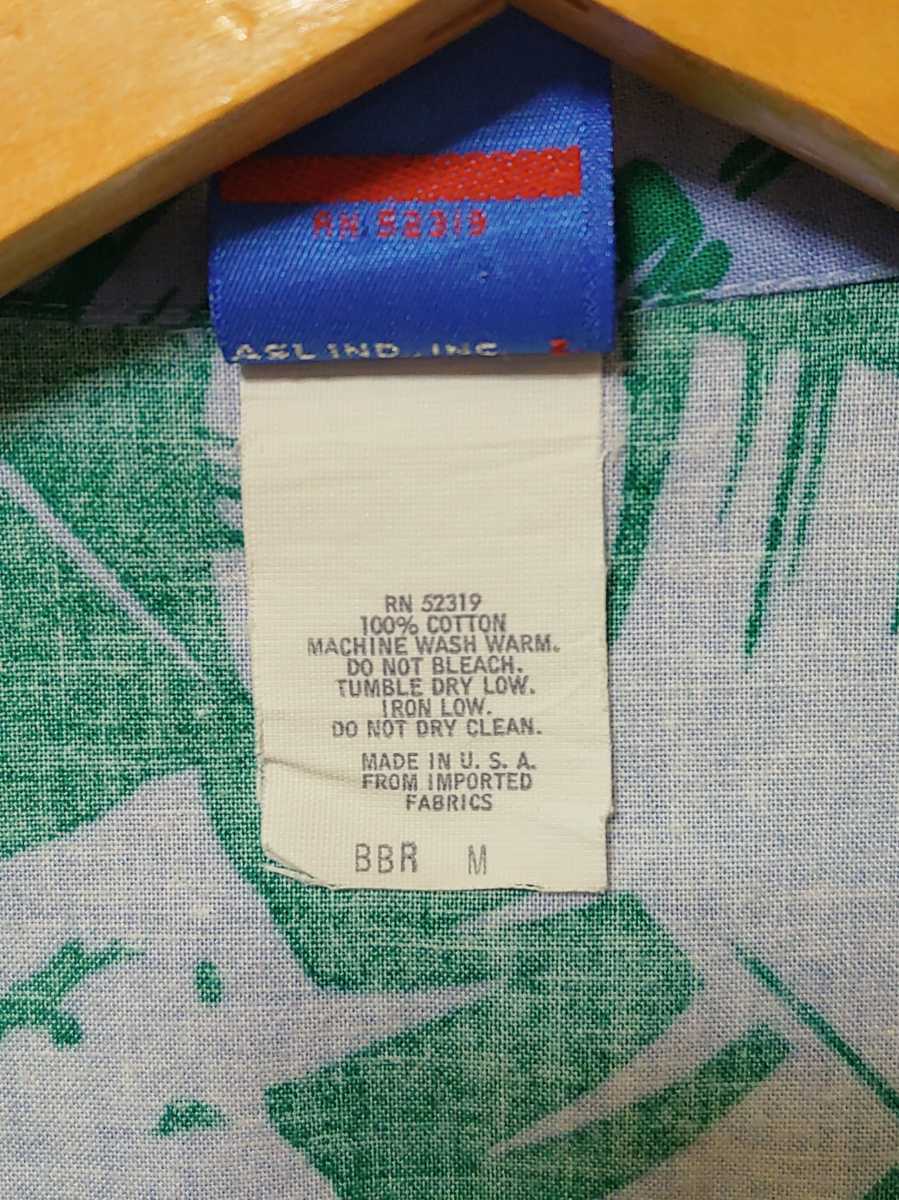 RN 52319
A&L IND., INC.
RN 52319
100% COTTON
MACHINE WASH WARM.
DO NOT BLEACH.
TUMBLE DRY LOW.
IRON LOW.
DO NOT DRY CLEAN.
MADE IN U. S. A.
FROM IMPORTED
FABRICS
BBR M